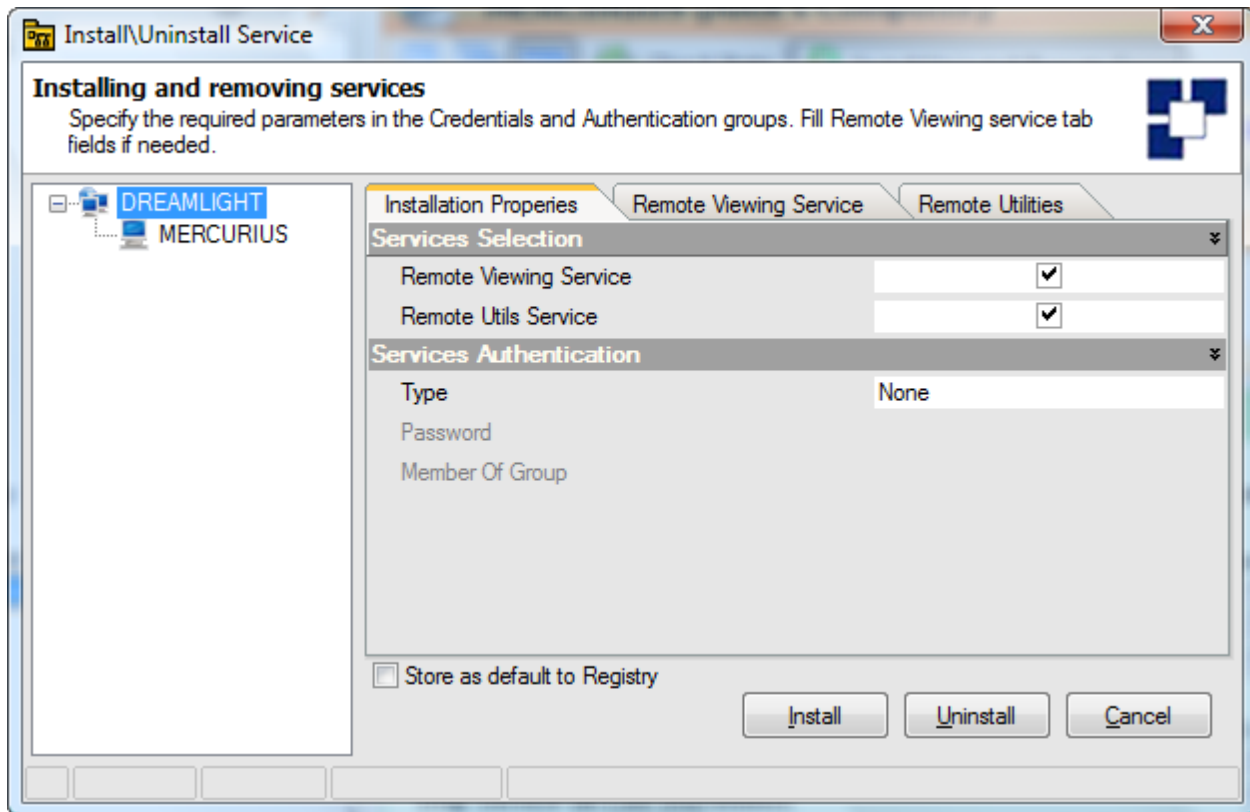 Install\Uninstall Service
Installing and removing services
Specify the required parameters in the Credentials and Authentication groups. Fill Remote Viewing service tab
fields if needed.
DREAMLIGHT
MERCURIUS
Installation Properies
Remote Viewing Service
Remote Utilities
Services Selection
Remote Viewing Service
Remote Utils Service
Services Authentication
Type None
Password
Member Of Group
Store as default to Registry
Install
Uninstall
Cancel